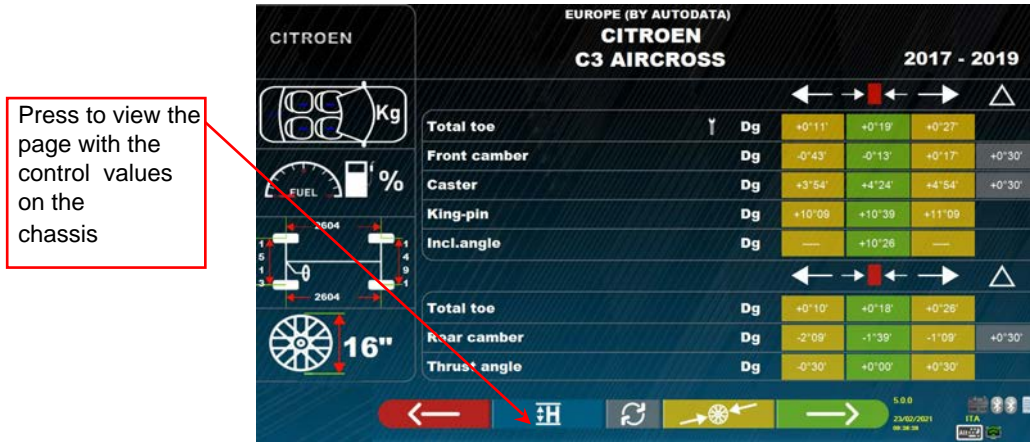 Press to view the
page with the
control values
on the
chassis
CITROEN
EUROPE (BY AUTODATA)
CITROEN
C3 AIRCROSS
2017 - 2019
Kg
FUEL
%
2604
1513
1491
2604
16"
Total toe Dg +0°11' +0°19' +0°27'
Front camber Dg -0°43' -0°13' +0°17' +0°30'
Caster Dg +3°54' +4°24' +4°54' +0°30'
King-pin Dg +10°09 +10°39 +11°09
Incl.angle Dg ---- +10°26 ----
Total toe Dg +0°10' +0°18' +0°26'
Rear camber Dg -2°09' -1°39' -1°09' +0°30'
Thrust angle Dg -0°30' +0°00' +0°30'
H
5.0.0
23/02/2021
ITA